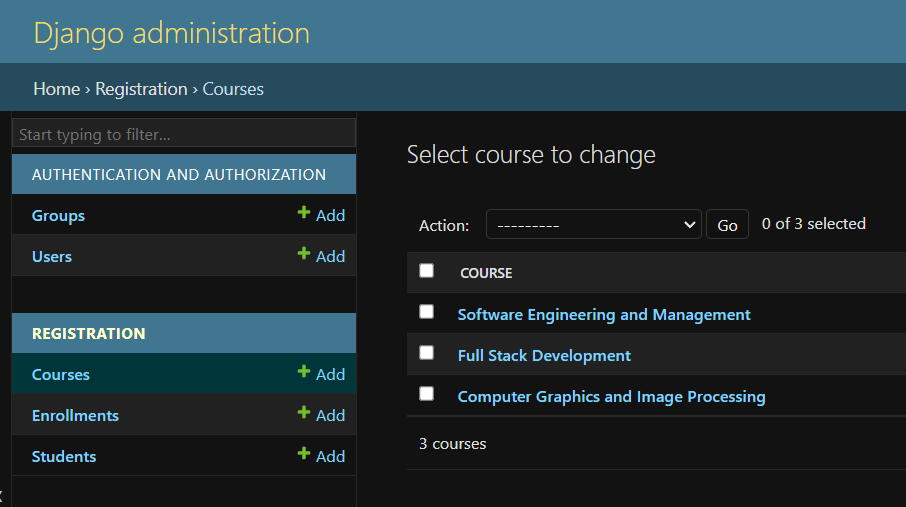 Django administration
Home › Registration › Courses
Start typing to filter...
AUTHENTICATION AND AUTHORIZATION
Groups Add
Users Add
REGISTRATION
Courses Add
Enrollments Add
Students Add
Select course to change
Action: --------- Go 0 of 3 selected
COURSE
Software Engineering and Management
Full Stack Development
Computer Graphics and Image Processing
3 courses